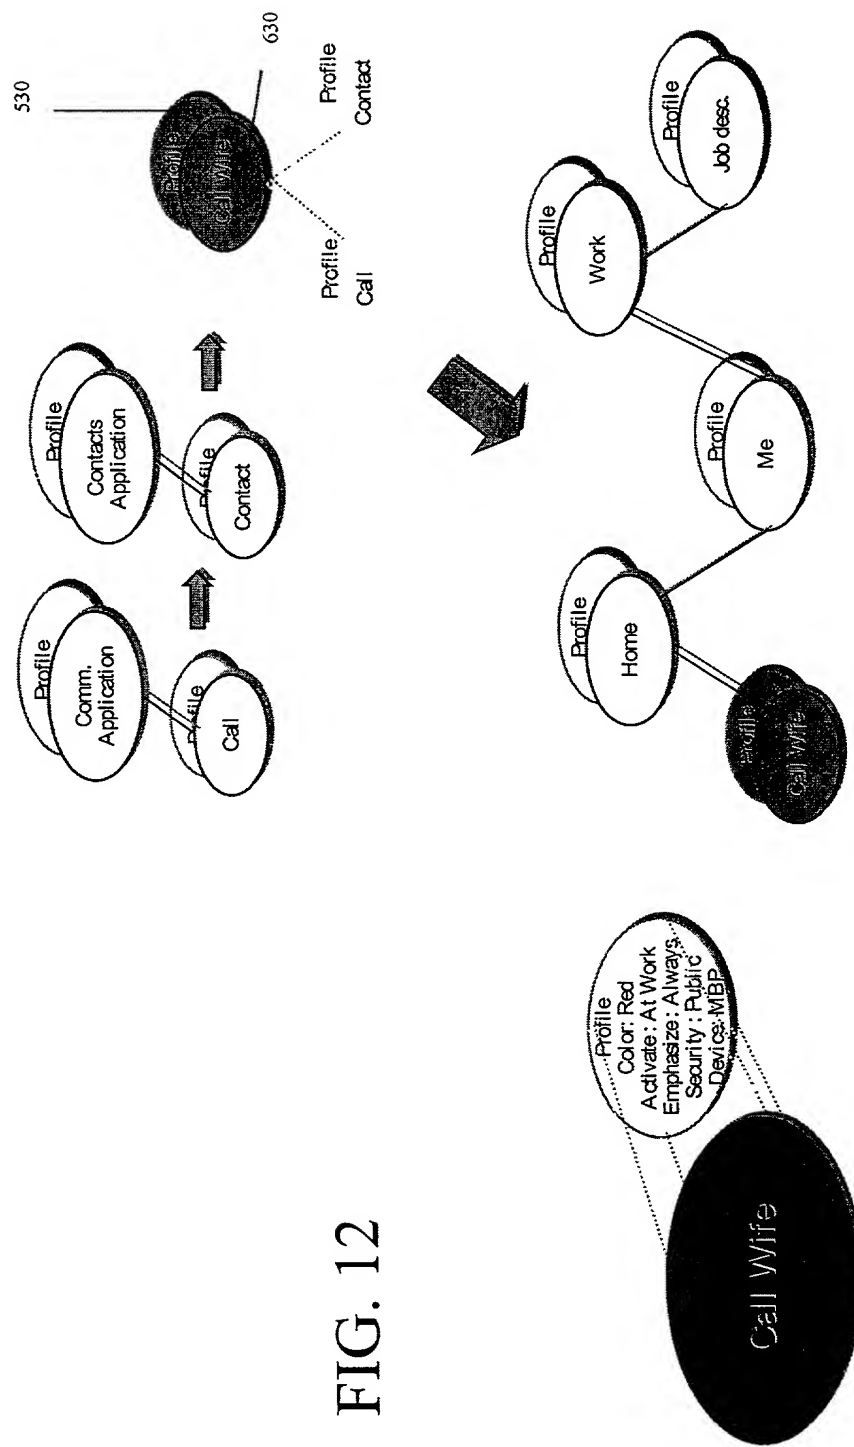 FIG. 12
Profile
Comm.
Application
Profile
Call
Profile
Contacts
Application
Profile
Contact
530
Profile
Call Wife
630
Profile
Call
Profile
Contact
Call Wife
Profile
Color: Red
Activate : At Work
Emphasize : Always
Security : Public
Device: MBP
Profile
Call Wife
Profile
Home
Profile
Me
Profile
Work
Profile
Job desc.